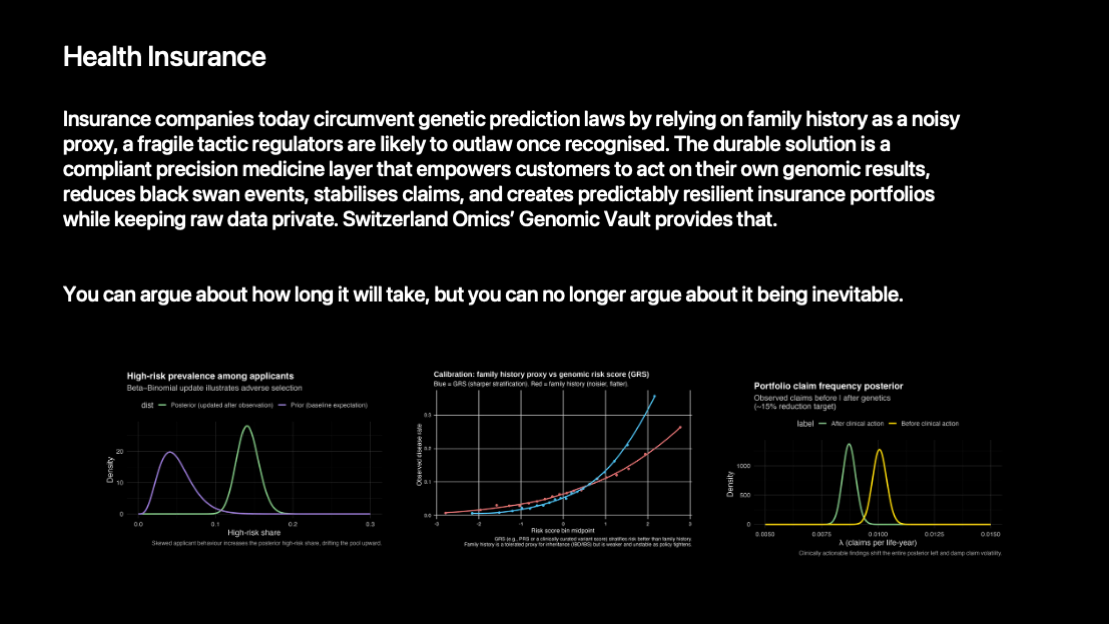 Health Insurance
Insurance companies today circumvent genetic prediction laws by relying on family history as a noisy
proxy, a fragile tactic regulators are likely to outlaw once recognised. The durable solution is a
compliant precision medicine layer that empowers customers to act on their own genomic results,
reduces black swan events, stabilises claims, and creates predictably resilient insurance portfolios
while keeping raw data private. Switzerland Omics’ Genomic Vault provides that.
You can argue about how long it will take, but you can no longer argue about it being inevitable.
High-risk prevalence among applicants
Beta–Binomial update illustrates adverse selection
dist Posterior (updated after observation) Prior (baseline expectation)
Density
20
10
0
0.0 0.1 0.2 0.3
High-risk share
Skewed applicant behaviour increases the posterior high-risk share, drifting the pool upward.
Calibration: family history proxy vs genomic risk score (GRS)
Blue = GRS (sharper stratification). Red = family history (noisier, flatter).
Observed disease rate
0.3
0.2
0.1
0.0
-3 -2 -1 0 1 2 3
Risk score bin midpoint
GRS (e.g., PRS or a clinically curated variant score) stratifies risk better than family history.
Family history is a tolerated proxy for inheritance (IBD/IBS) but is weaker and unstable as policy tightens.
Portfolio claim frequency posterior
Observed claims before | after genetics
(~15% reduction target)
label After clinical action Before clinical action
Density
1000
500
0
0.0050 0.0075 0.0100 0.0125 0.0150
λ (claims per life-year)
Clinically actionable findings shift the entire posterior left and damp claim volatility.